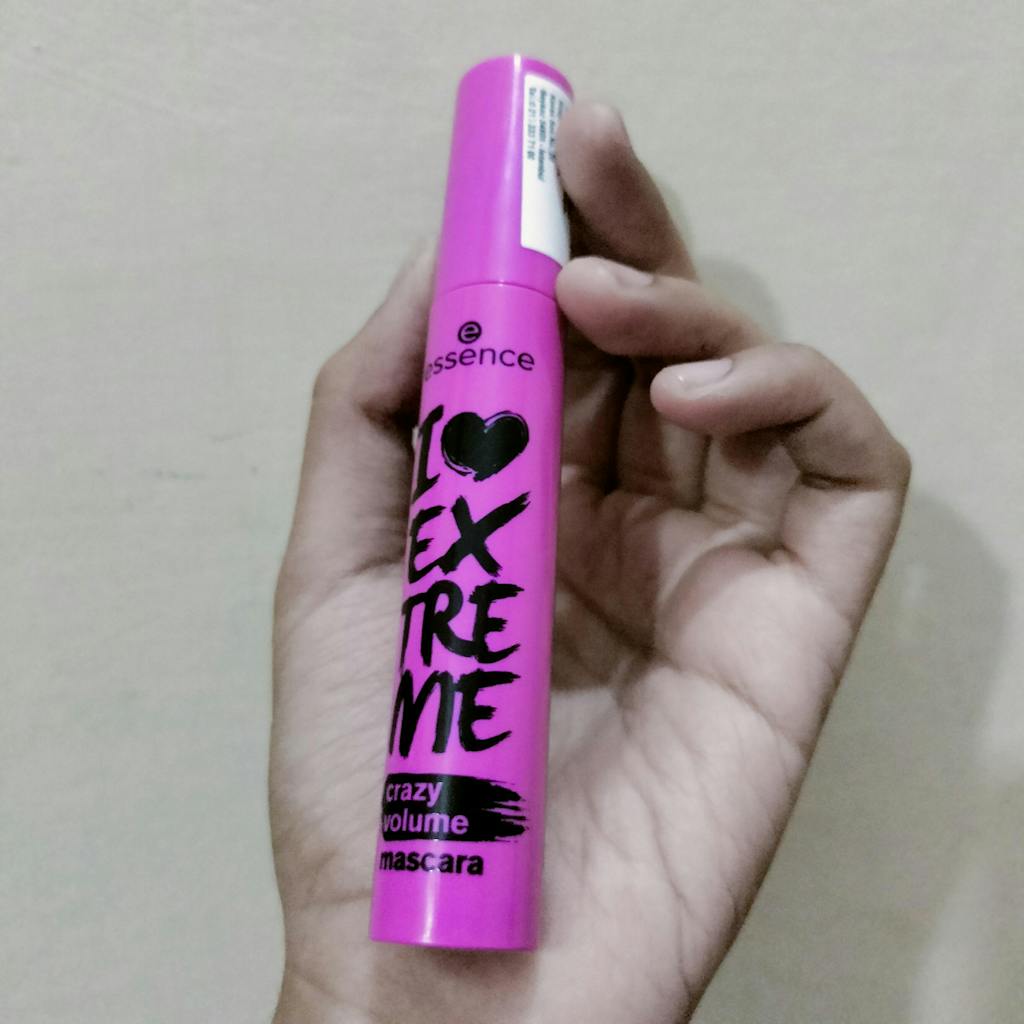 essence
I
EX
TRE
ME
crazy
volume
mascara